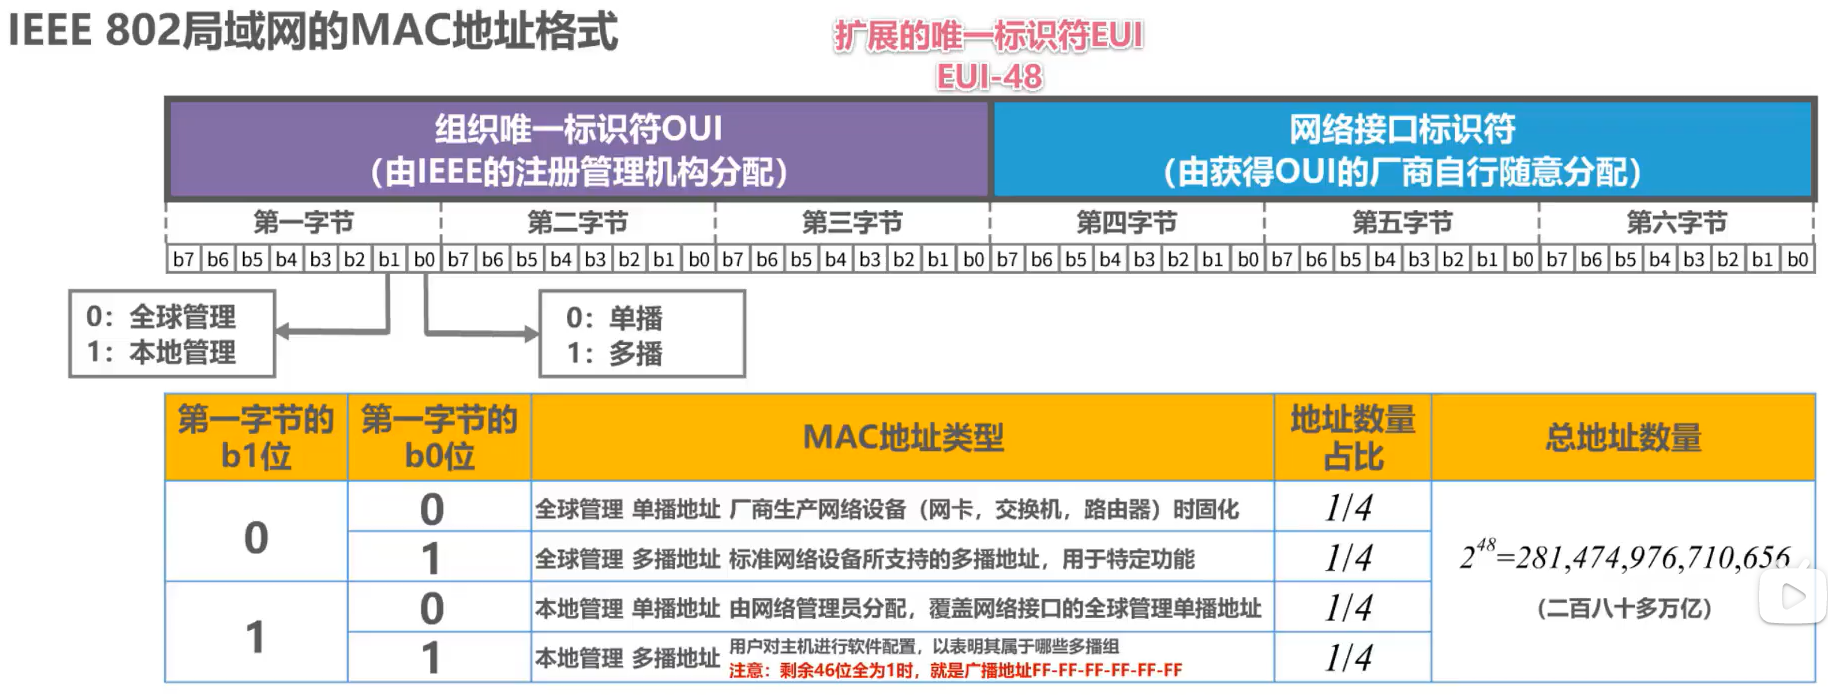 IEEE 802局域网的MAC地址格式
扩展的唯一标识符EUI
EUI-48
组织唯一标识符OUI
（由IEEE的注册管理机构分配）
网络接口标识符
（由获得OUI的厂商自行随意分配）
第一字节 第二字节 第三字节 第四字节 第五字节 第六字节
b7 b6 b5 b4 b3 b2 b1 b0 b7 b6 b5 b4 b3 b2 b1 b0 b7 b6 b5 b4 b3 b2 b1 b0 b7 b6 b5 b4 b3 b2 b1 b0 b7 b6 b5 b4 b3 b2 b1 b0 b7 b6 b5 b4 b3 b2 b1 b0
0：全球管理
1：本地管理
0：单播
1：多播
第一字节的
b1位
第一字节的
b0位
MAC地址类型
地址数量
占比
总地址数量
0
0
全球管理 单播地址 厂商生产网络设备（网卡，交换机，路由器）时固化
1/4
1
全球管理 多播地址 标准网络设备所支持的多播地址，用于特定功能
1/4
1
0
本地管理 单播地址 由网络管理员分配，覆盖网络接口的全球管理单播地址
1/4
1
本地管理 多播地址
用户对主机进行软件配置，以表明其属于哪些多播组
注意：剩余46位全为1时，就是广播地址FF-FF-FF-FF-FF-FF
1/4
2^48=281,474,976,710,656
（二百八十多万亿）